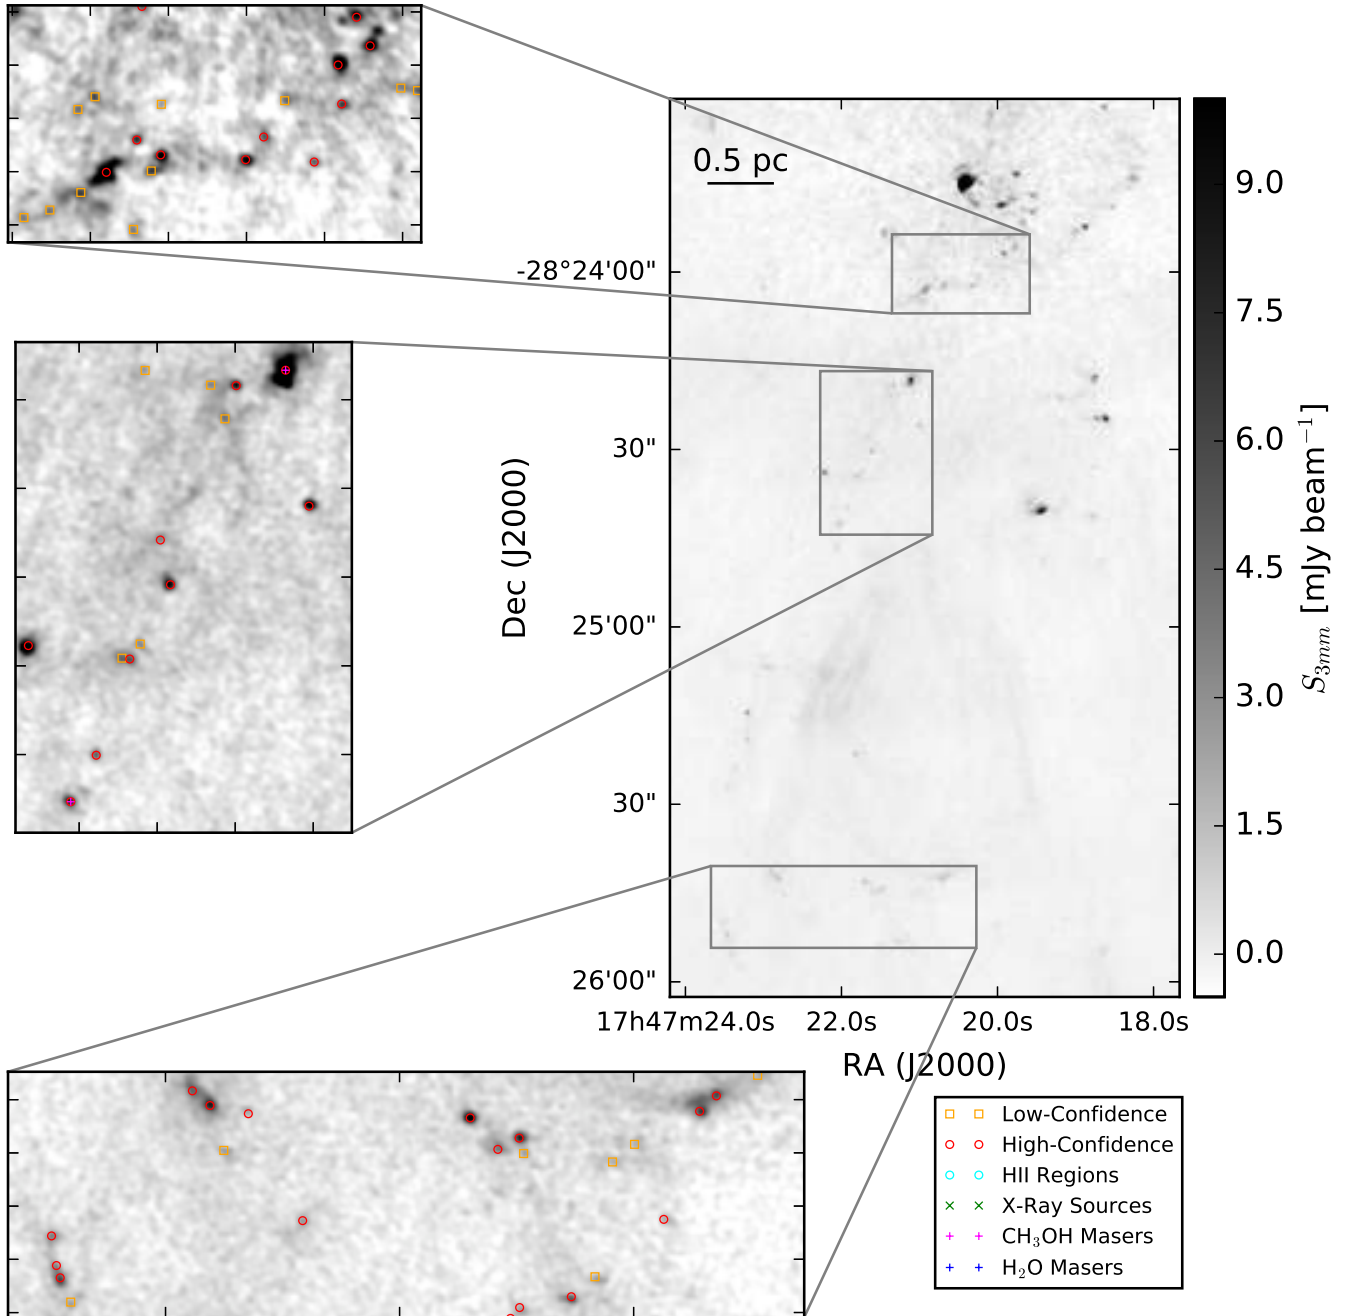 0.5 pc
-28°24'00"
30"
25'00"
30"
26'00"
Dec (J2000)
17h47m24.0s 22.0s 20.0s 18.0s
RA (J2000)
9.0
7.5
6.0
4.5
3.0
1.5
0.0
S₃ₘₘ [mJy beam⁻¹]
Low-Confidence
High-Confidence
HII Regions
X-Ray Sources
CH₃OH Masers
H₂O Masers